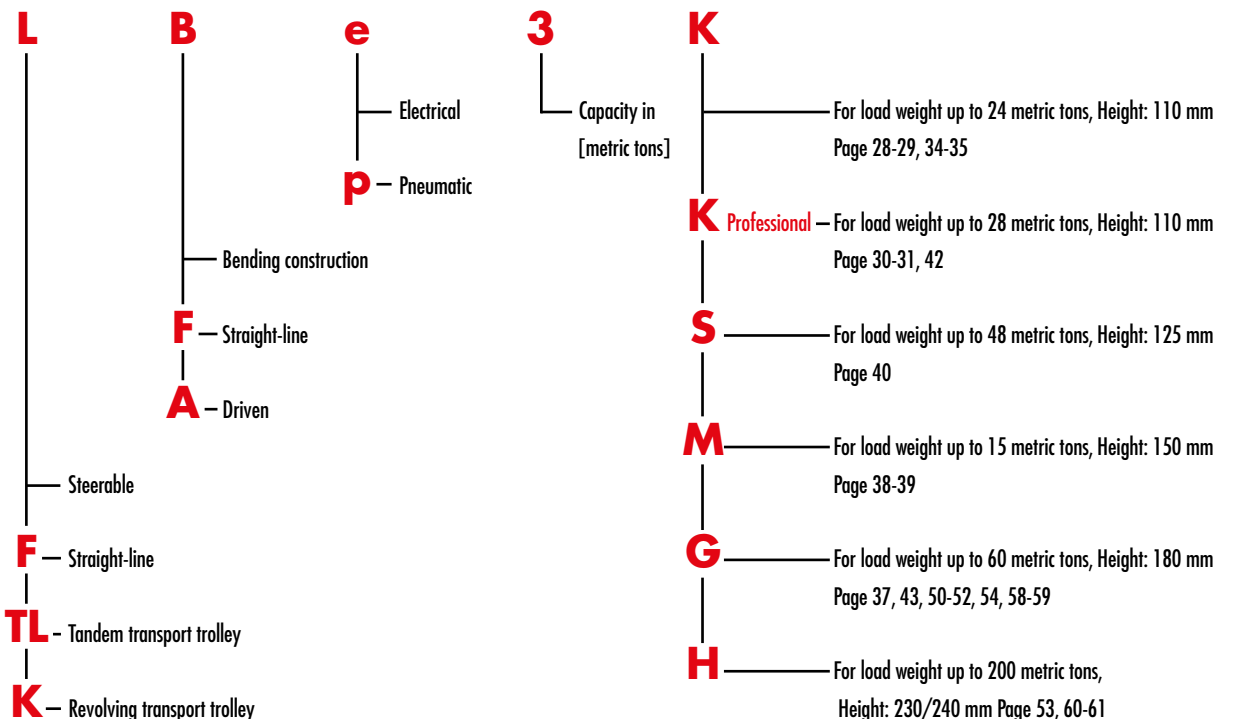 L B e 3 K
Electrical
Capacity in
[metric tons]
For load weight up to 24 metric tons, Height: 110 mm
Page 28-29, 34-35
p Pneumatic
K Professional For load weight up to 28 metric tons, Height: 110 mm
Page 30-31, 42
Bending construction
F Straight-line
S For load weight up to 48 metric tons, Height: 125 mm
Page 40
A Driven
M For load weight up to 15 metric tons, Height: 150 mm
Page 38-39
Steerable
F Straight-line
G For load weight up to 60 metric tons, Height: 180 mm
Page 37, 43, 50-52, 54, 58-59
TL Tandem transport trolley
H For load weight up to 200 metric tons,
Height: 230/240 mm Page 53, 60-61
K Revolving transport trolley